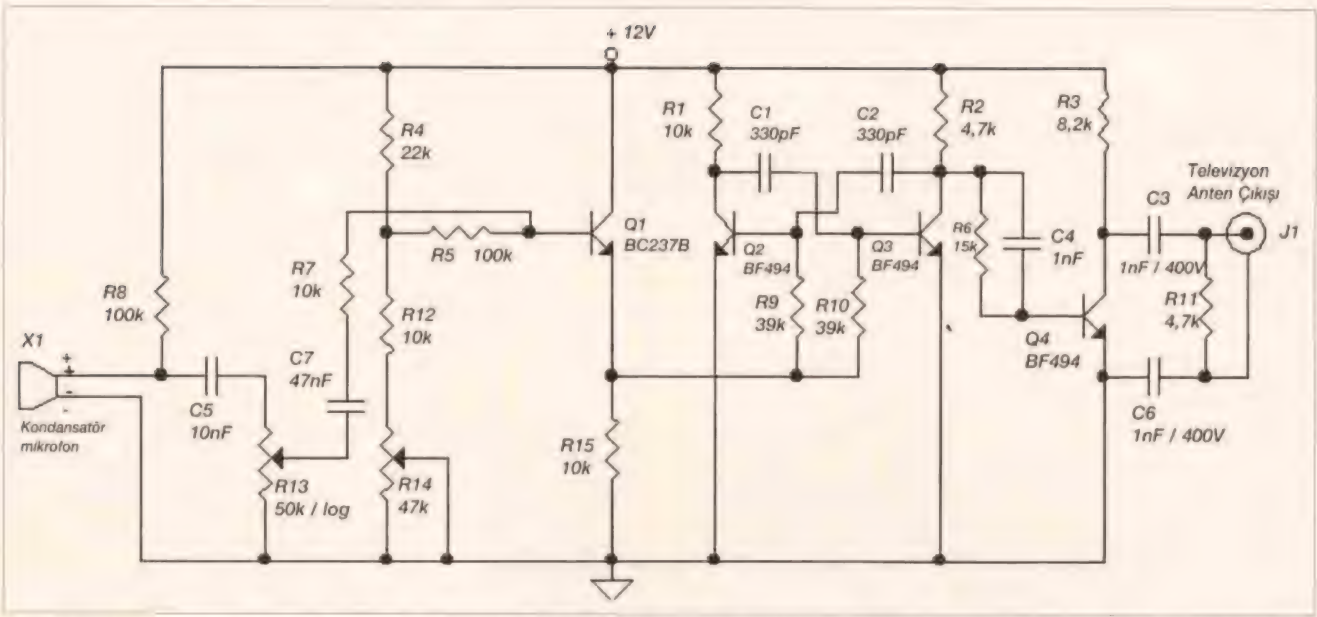 + 12V
R4
22k
R1
10k
C1
330pF
C2
330pF
R2
4,7k
R3
8,2k
Televizyon
Anten Çıkışı
J1
C3
1nF / 400V
R11
4,7k
C6
1nF / 400V
Q1
BC237B
R5 100k
Q2
BF494
Q3
BF494
R6
15k
C4
1nF
Q4
BF494
R9
39k
R10
39k
R7
10k
R12
10k
R8
100k
X1
+
+
-
-
Kondansatör
mikrofon
C5
10nF
C7
47nF
R13
50k / log
R14
47k
R15
10k